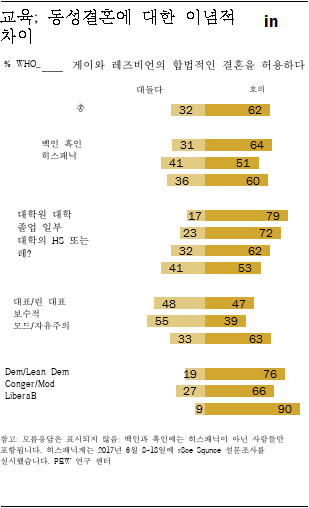 교육; 동성결혼에 대한 이념적 in
차이
% WHO_____ 게이와 레즈비언의 합법적인 결혼을 허용하다
대들다 호의
총 32 62
백인 흑인 31 64
히스패닉 41 51
36 60
대학원 대학 17 79
졸업 일부 23 72
대학의 HS 또는 32 62
레? 41 53
대표/린 대표 48 47
보수적 55 39
모드/자유주의 33 63
Dem/Lean Dem 19 76
Conger/Mod 27 66
LiberaB 9 90
참고: 모름응답은 표시되지 않음: 백인과 흑인에는 히스패닉이 아닌 사람들만
포함됩니다. 히스패닉계는 2017년 6월 8-18일에 r8ce Squnce 설문조사를
실시했습니다. PEW 연구 센터